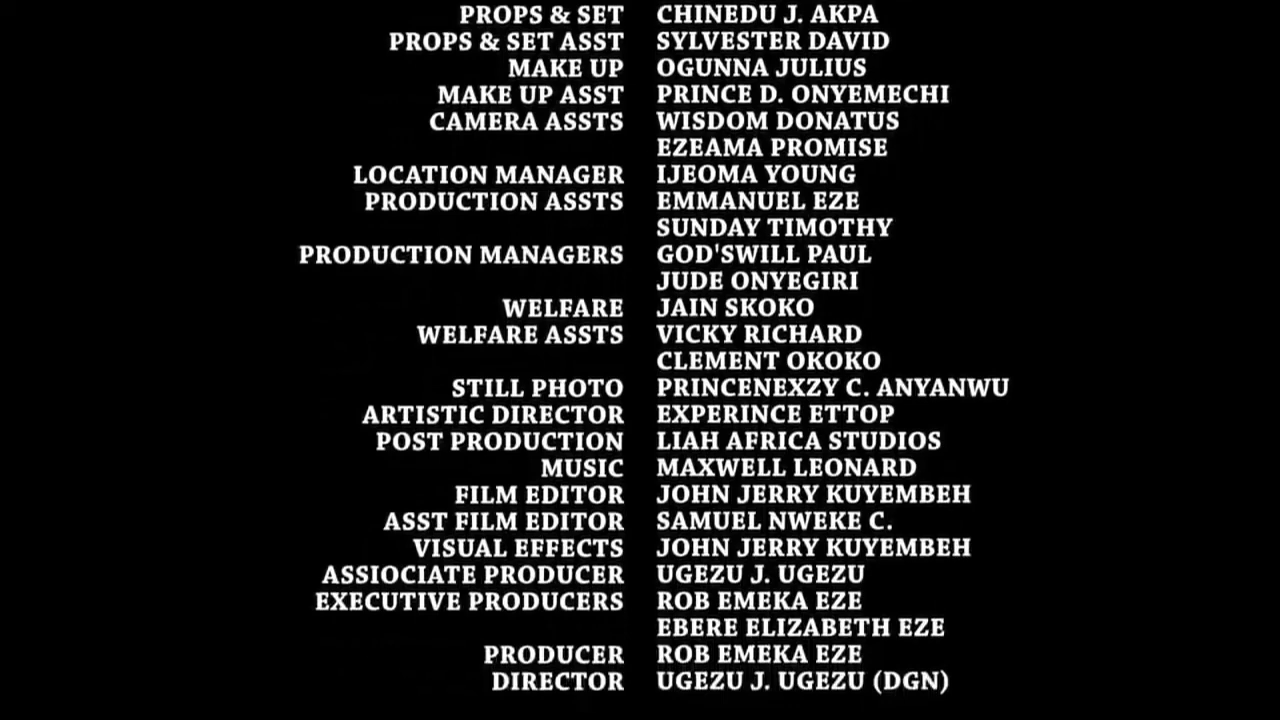 PROPS & SET CHINEDU J. AKPA
PROPS & SET ASST SYLVESTER DAVID
MAKE UP OGUNNA JULIUS
MAKE UP ASST PRINCE D. ONYEMECHI
CAMERA ASSTS WISDOM DONATUS
EZEAMA PROMISE
LOCATION MANAGER IJEOMA YOUNG
PRODUCTION ASSTS EMMANUEL EZE
SUNDAY TIMOTHY
PRODUCTION MANAGERS GOD'SWILL PAUL
JUDE ONYEGIRI
WELFARE JAIN SKOKO
WELFARE ASSTS VICKY RICHARD
CLEMENT OKOKO
STILL PHOTO PRINCENEXZY C. ANYANWU
ARTISTIC DIRECTOR EXPERINCE ETTOP
POST PRODUCTION LIAH AFRICA STUDIOS
MUSIC MAXWELL LEONARD
FILM EDITOR JOHN JERRY KUYEMBEH
ASST FILM EDITOR SAMUEL NWEKE C.
VISUAL EFFECTS JOHN JERRY KUYEMBEH
ASSIOCIATE PRODUCER UGEZU J. UGEZU
EXECUTIVE PRODUCERS ROB EMEKA EZE
EBERE ELIZABETH EZE
PRODUCER ROB EMEKA EZE
DIRECTOR UGEZU J. UGEZU (DGN)